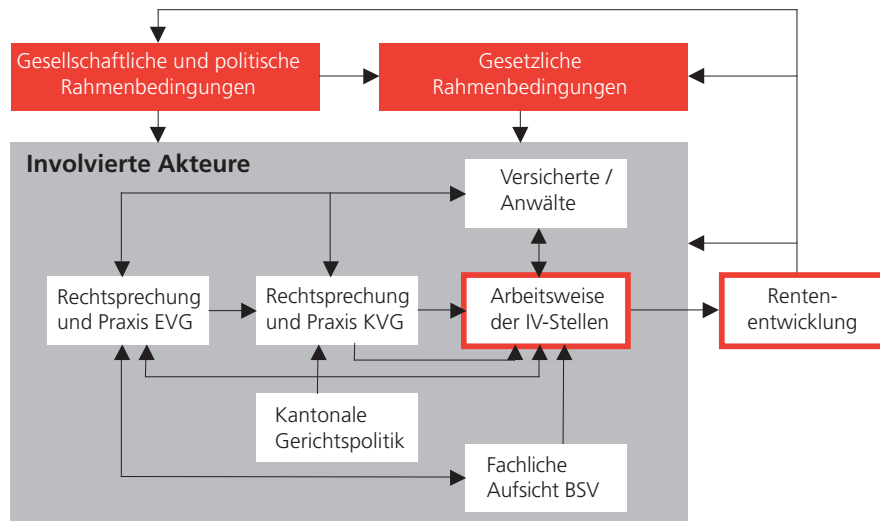 Gesellschaftliche und politische
Rahmenbedingungen
Gesetzliche
Rahmenbedingungen
Involvierte Akteure
Versicherte /
Anwälte
Rechtsprechung
und Praxis EVG
Rechtsprechung
und Praxis KVG
Arbeitsweise
der IV-Stellen
Renten-
entwicklung
Kantonale
Gerichtspolitik
Fachliche
Aufsicht BSV